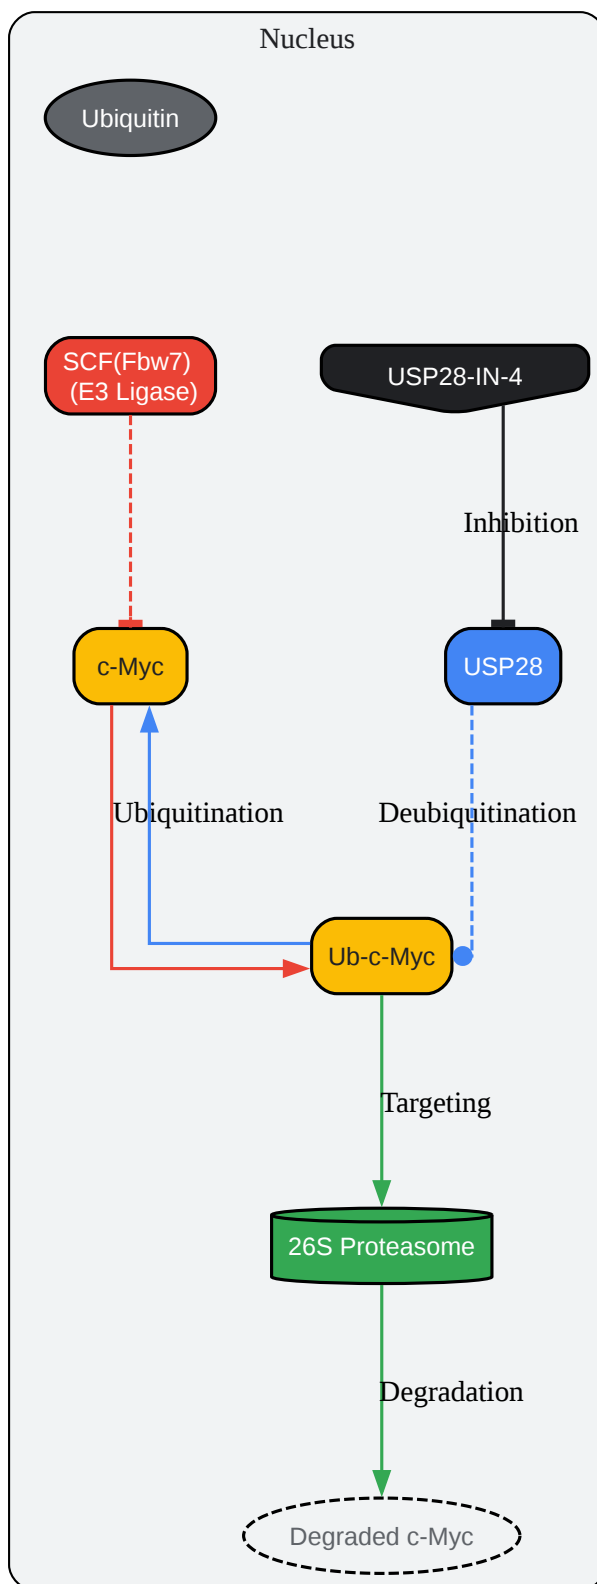 Nucleus
Ubiquitin
SCF(Fbw7)
(E3 Ligase)
USP28-IN-4
Inhibition
c-Myc
USP28
Ubiquitination
Deubiquitination
Ub-c-Myc
Targeting
26S Proteasome
Degradation
Degraded c-Myc